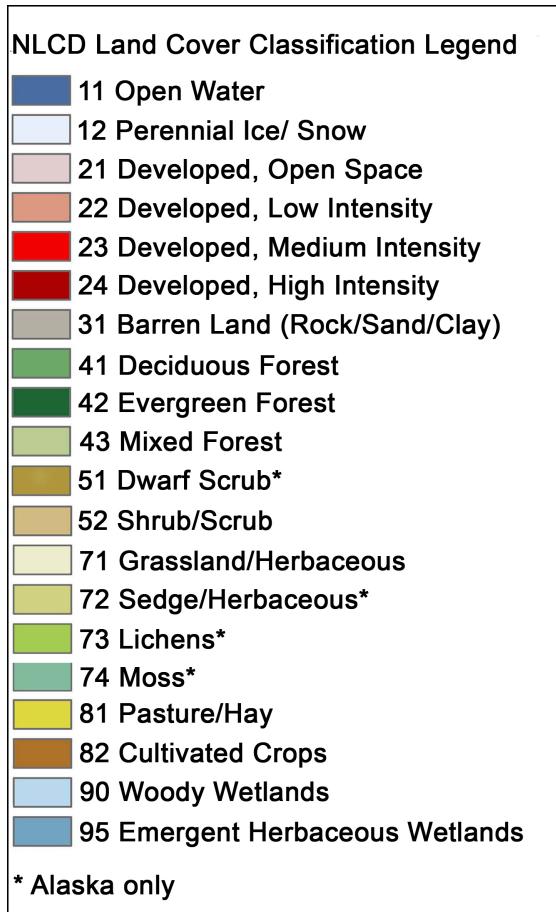 NLCD Land Cover Classification Legend
11 Open Water
12 Perennial Ice/ Snow
21 Developed, Open Space
22 Developed, Low Intensity
23 Developed, Medium Intensity
24 Developed, High Intensity
31 Barren Land (Rock/Sand/Clay)
41 Deciduous Forest
42 Evergreen Forest
43 Mixed Forest
51 Dwarf Scrub*
52 Shrub/Scrub
71 Grassland/Herbaceous
72 Sedge/Herbaceous*
73 Lichens*
74 Moss*
81 Pasture/Hay
82 Cultivated Crops
90 Woody Wetlands
95 Emergent Herbaceous Wetlands
* Alaska only